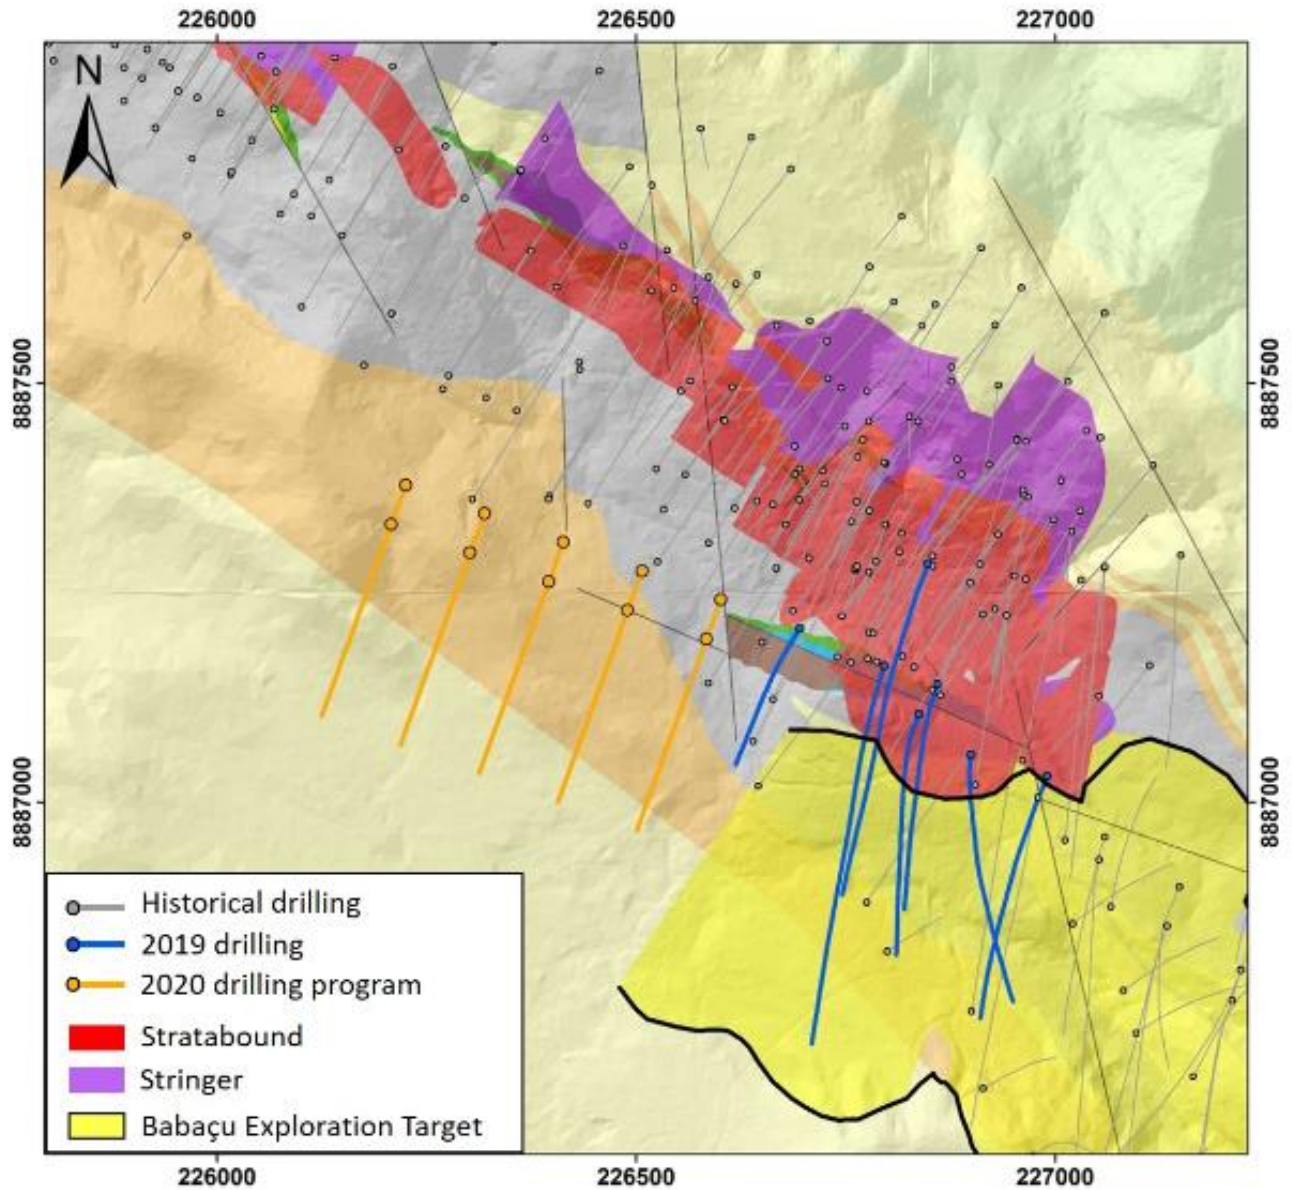 226000 226500 227000
N
8887500 8887500
8887000 8887000
Historical drilling
2019 drilling
2020 drilling program
Stratabound
Stringer
Babaçu Exploration Target
226000 226500 227000